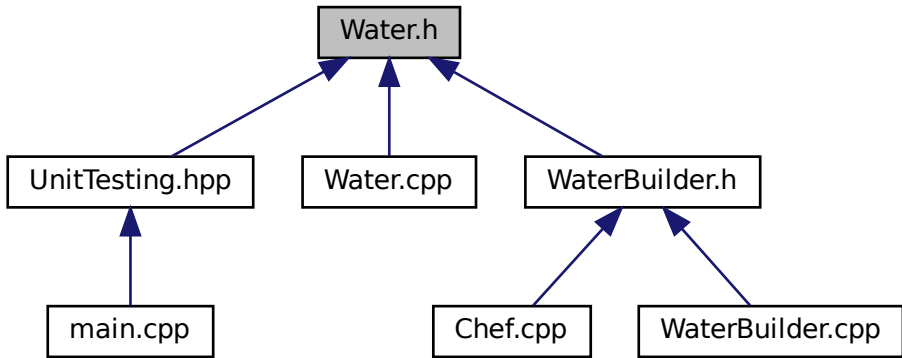 Water.h
UnitTesting.hpp
Water.cpp
WaterBuilder.h
main.cpp
Chef.cpp
WaterBuilder.cpp